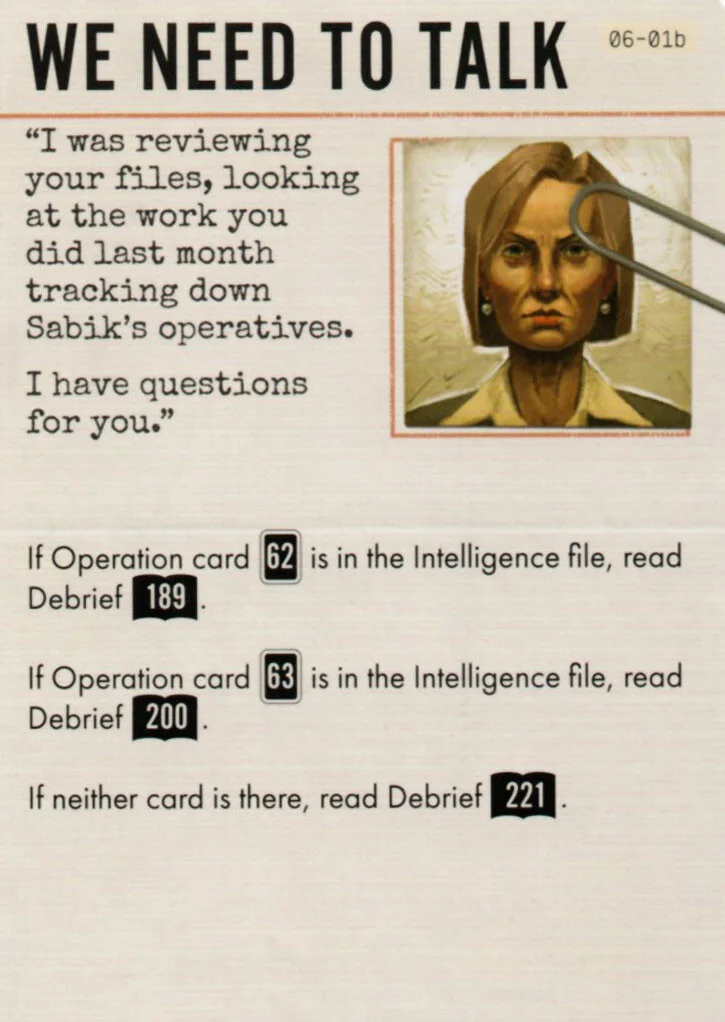 WE NEED TO TALK
06-01b
“I was reviewing
your files, looking
at the work you
did last month
tracking down
Sabik’s operatives.
I have questions
for you.”
If Operation card 62 is in the Intelligence file, read
Debrief 189.
If Operation card 63 is in the Intelligence file, read
Debrief 200.
If neither card is there, read Debrief 221.